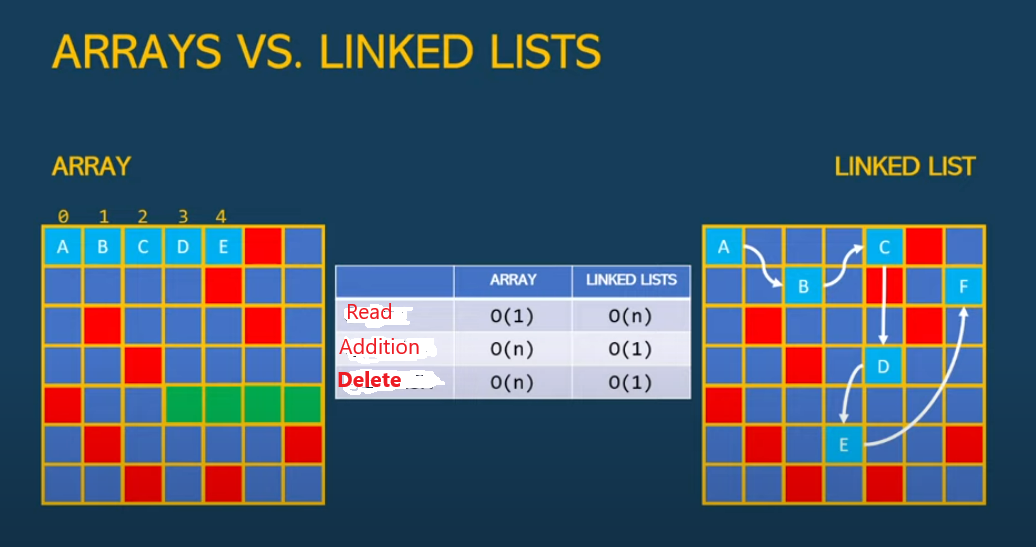 ARRAYS VS. LINKED LISTS
ARRAY
LINKED LIST
0 1 2 3 4
A B C D E
A C
B F
D
E
ARRAY LINKED LISTS
Read O(1) O(n)
Addition O(n) O(1)
Delete O(n) O(1)